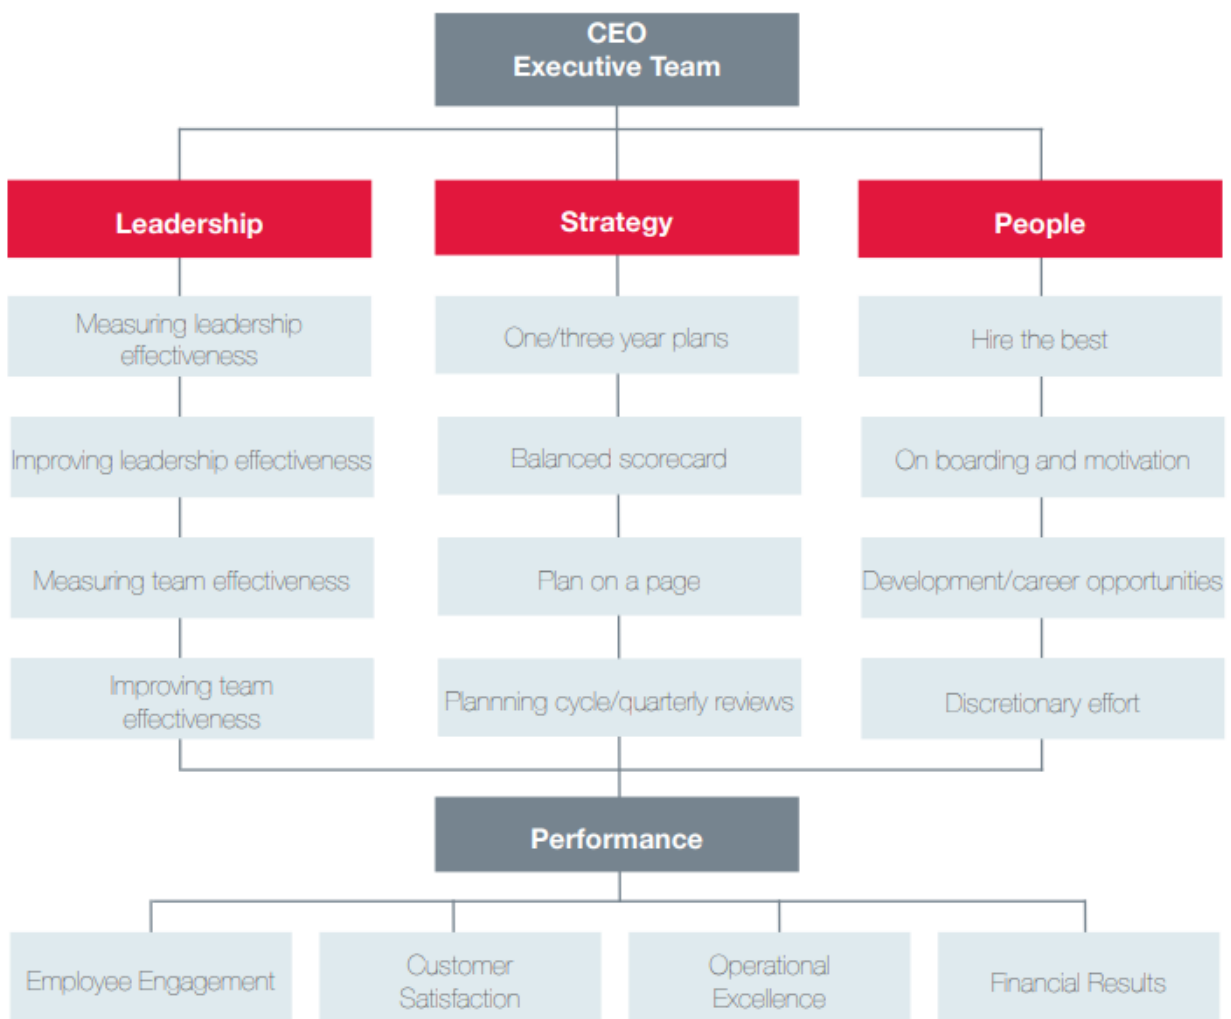 CEO
Executive Team
Leadership
Strategy
People
Measuring leadership
effectiveness
One/three year plans
Hire the best
Improving leadership effectiveness
Balanced scorecard
On boarding and motivation
Measuring team effectiveness
Plan on a page
Development/career opportunities
Improving team
effectiveness
Plannning cycle/quarterly reviews
Discretionary effort
Performance
Employee Engagement
Customer
Satisfaction
Operational
Excellence
Financial Results